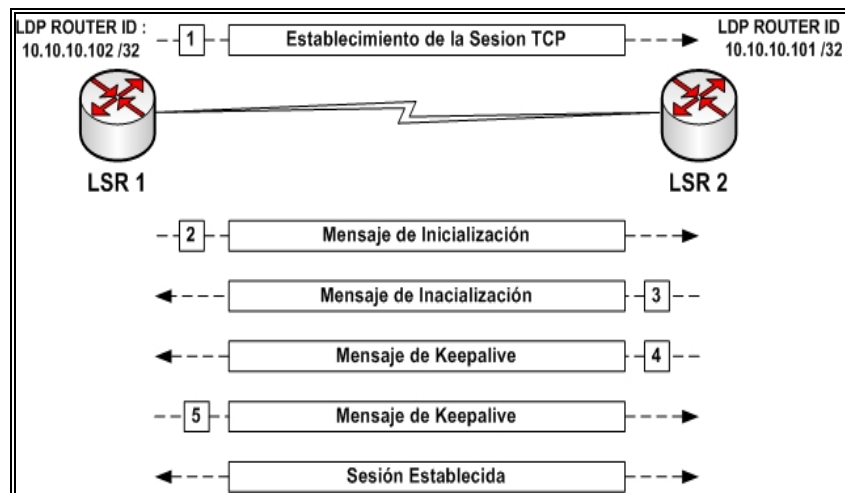 LDP ROUTER ID :
10.10.10.102 /32
1
Establecimiento de la Sesion TCP
LDP ROUTER ID
10.10.10.101 /32
LSR 1
LSR 2
2
Mensaje de Inicialización
Mensaje de Inacialización
3
Mensaje de Keepalive
4
5
Mensaje de Keepalive
Sesión Establecida